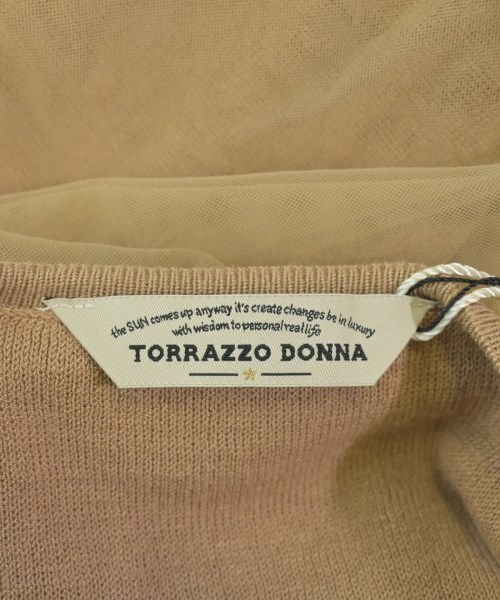 the SUN comes up anyway it's create changes be in luxury
with wisdom to personal real life
TORRAZZO DONNA